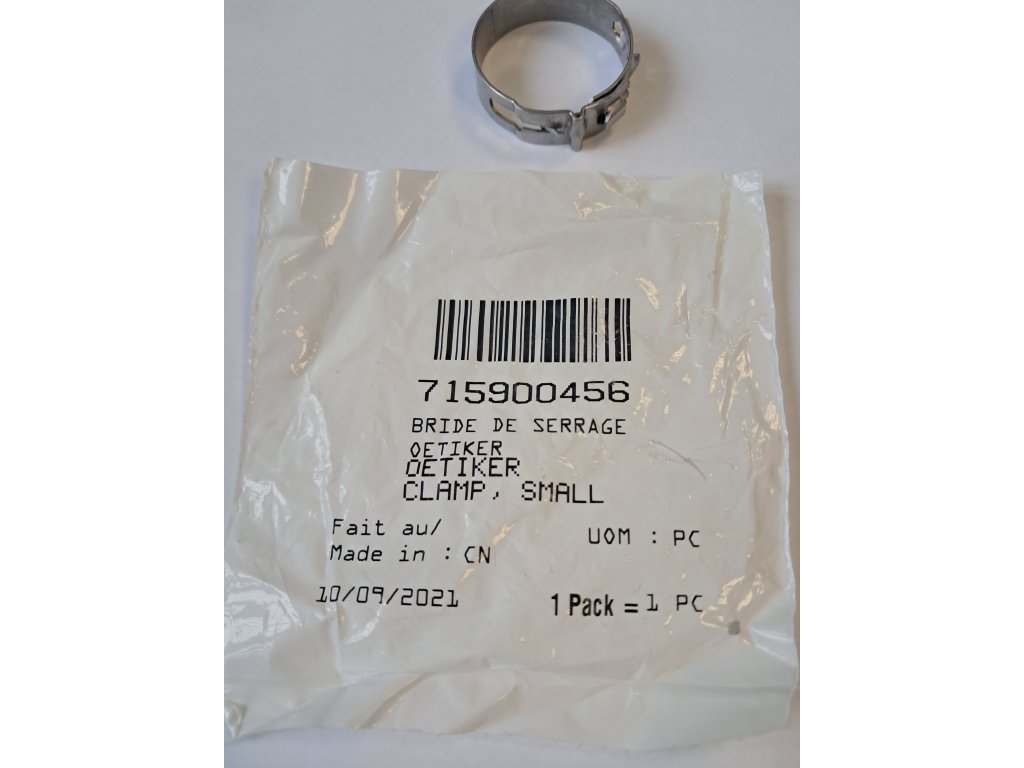 715900456
BRIDE DE SERRAGE
OETIKER
OETIKER
CLAMP, SMALL
Fait au/
Made in : CN
UOM : PC
10/09/2021
1 Pack = 1 PC